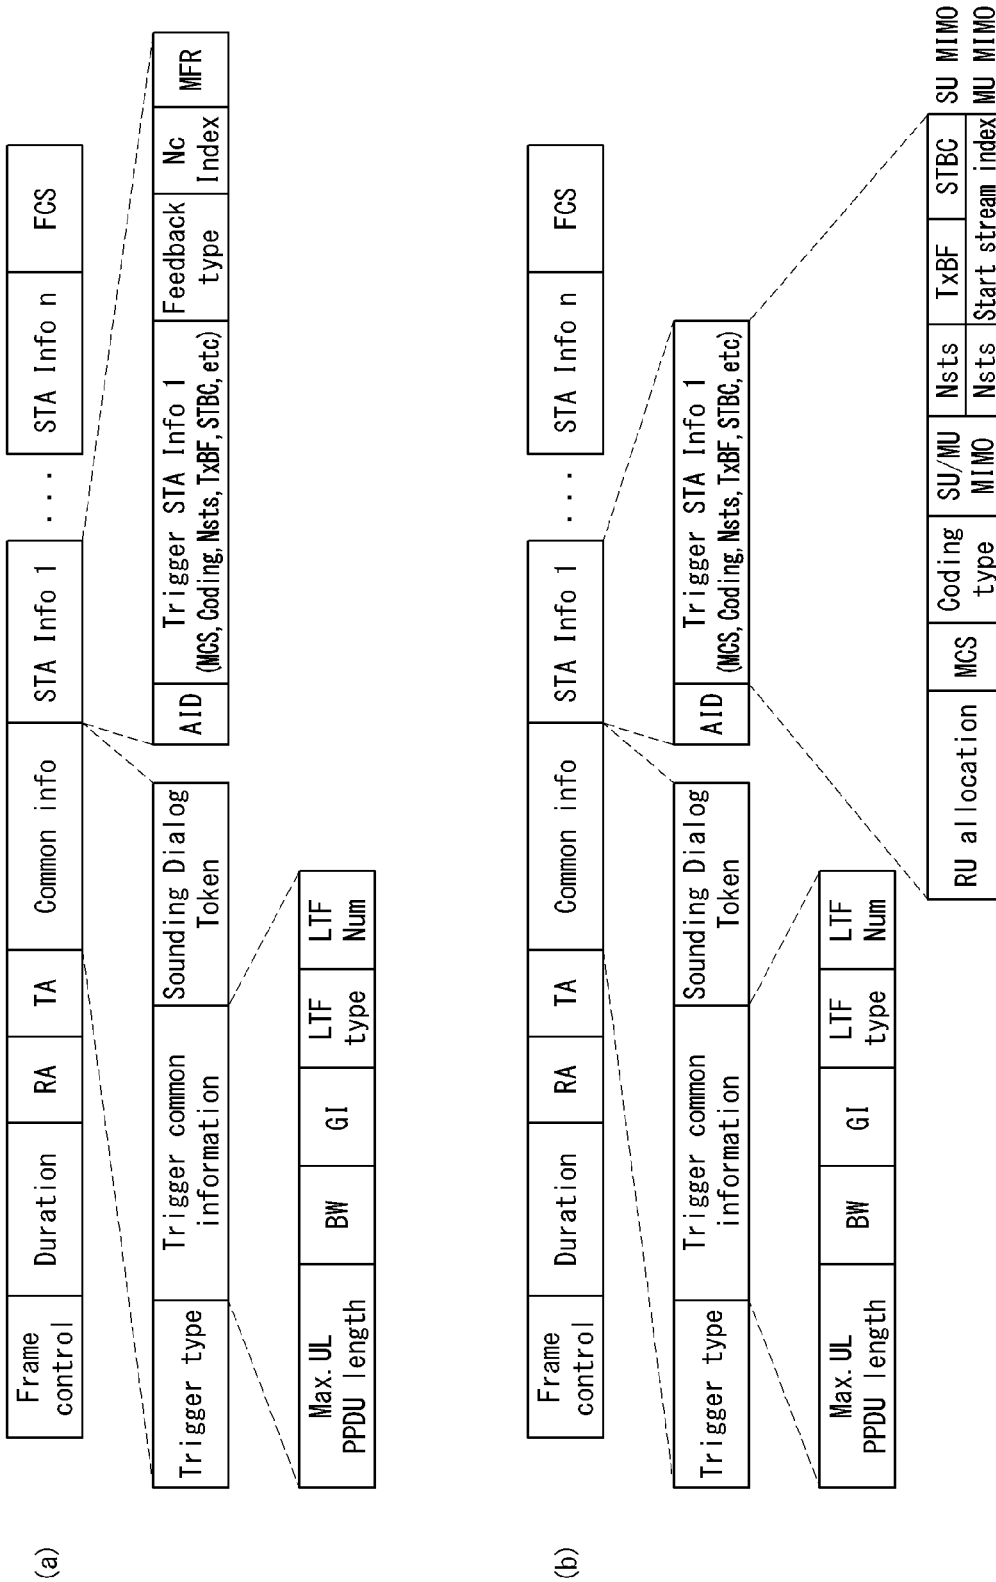 (a)
Frame
control
Duration
RA
TA
Common info
STA Info 1
...
STA Info n
FCS
Trigger type
Trigger common
information
Sounding Dialog
Token
AID
Trigger STA Info 1
(MCS, Coding, Nsts, TxBF, STBC, etc)
Feedback
type
Nc
Index
MFR
Max. UL
PPDU length
BW
GI
LTF
type
LTF
Num
(b)
Frame
control
Duration
RA
TA
Common info
STA Info 1
...
STA Info n
FCS
Trigger type
Trigger common
information
Sounding Dialog
Token
AID
Trigger STA Info 1
(MCS, Coding, Nsts, TxBF, STBC, etc)
Max. UL
PPDU length
BW
GI
LTF
type
LTF
Num
RU allocation
MCS
Coding
type
SU/MU
MIMO
Nsts
TxBF
STBC
SU MIMO
Nsts
Start stream index
MU MIMO